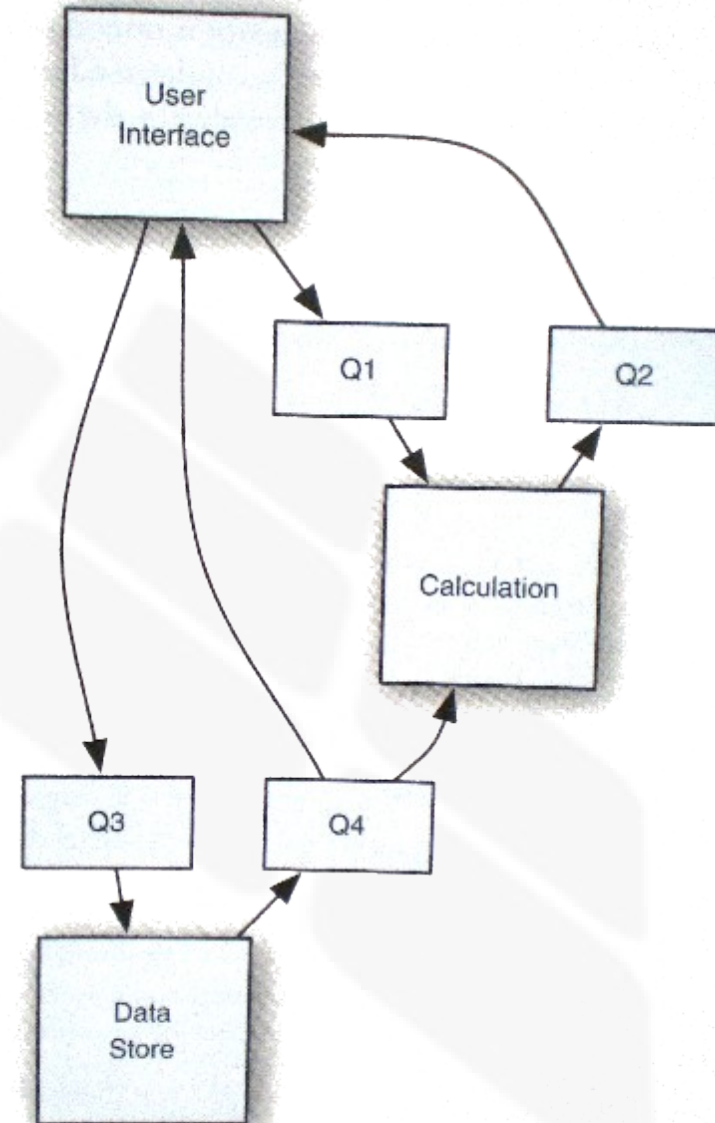 User
Interface
Q1
Q2
Calculation
Q3
Q4
Data
Store